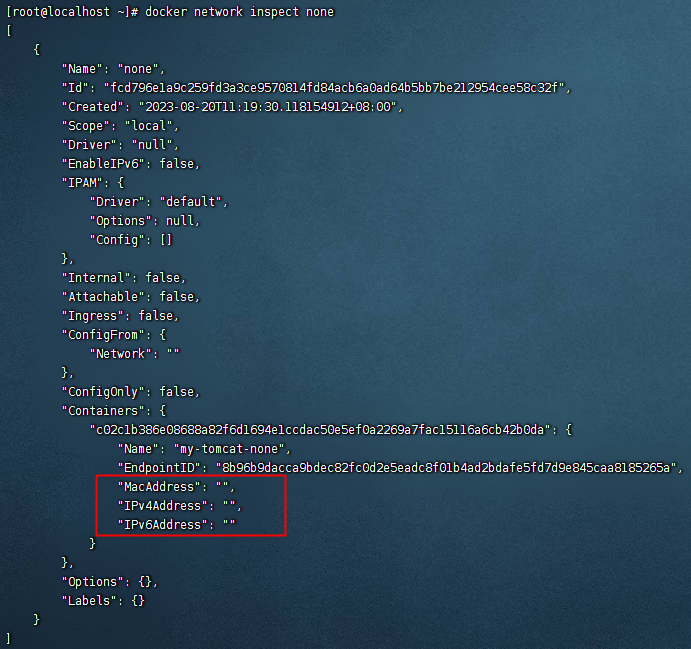 [root@localhost ~]# docker network inspect none
[
    {
        "Name": "none",
        "Id": "fcd796e1a9c259fd3a3ce9570814fd84acb6a0ad64b5bb7be212954cee58c32f",
        "Created": "2023-08-20T11:19:30.118154912+08:00",
        "Scope": "local",
        "Driver": "null",
        "EnableIPv6": false,
        "IPAM": {
            "Driver": "default",
            "Options": null,
            "Config": []
        },
        "Internal": false,
        "Attachable": false,
        "Ingress": false,
        "ConfigFrom": {
            "Network": ""
        },
        "ConfigOnly": false,
        "Containers": {
            "c02c1b386e08688a82f6d1694e1ccdac50e5ef0a2269a7fac15116a6cb42b0da": {
                "Name": "my-tomcat-none",
                "EndpointID": "8b96b9dacca9bdec82fc0d2e5eadc8f01b4ad2bdafe5fd7d9e845caa8185265a",
                "MacAddress": "",
                "IPv4Address": "",
                "IPv6Address": ""
            }
        },
        "Options": {},
        "Labels": {}
    }
]